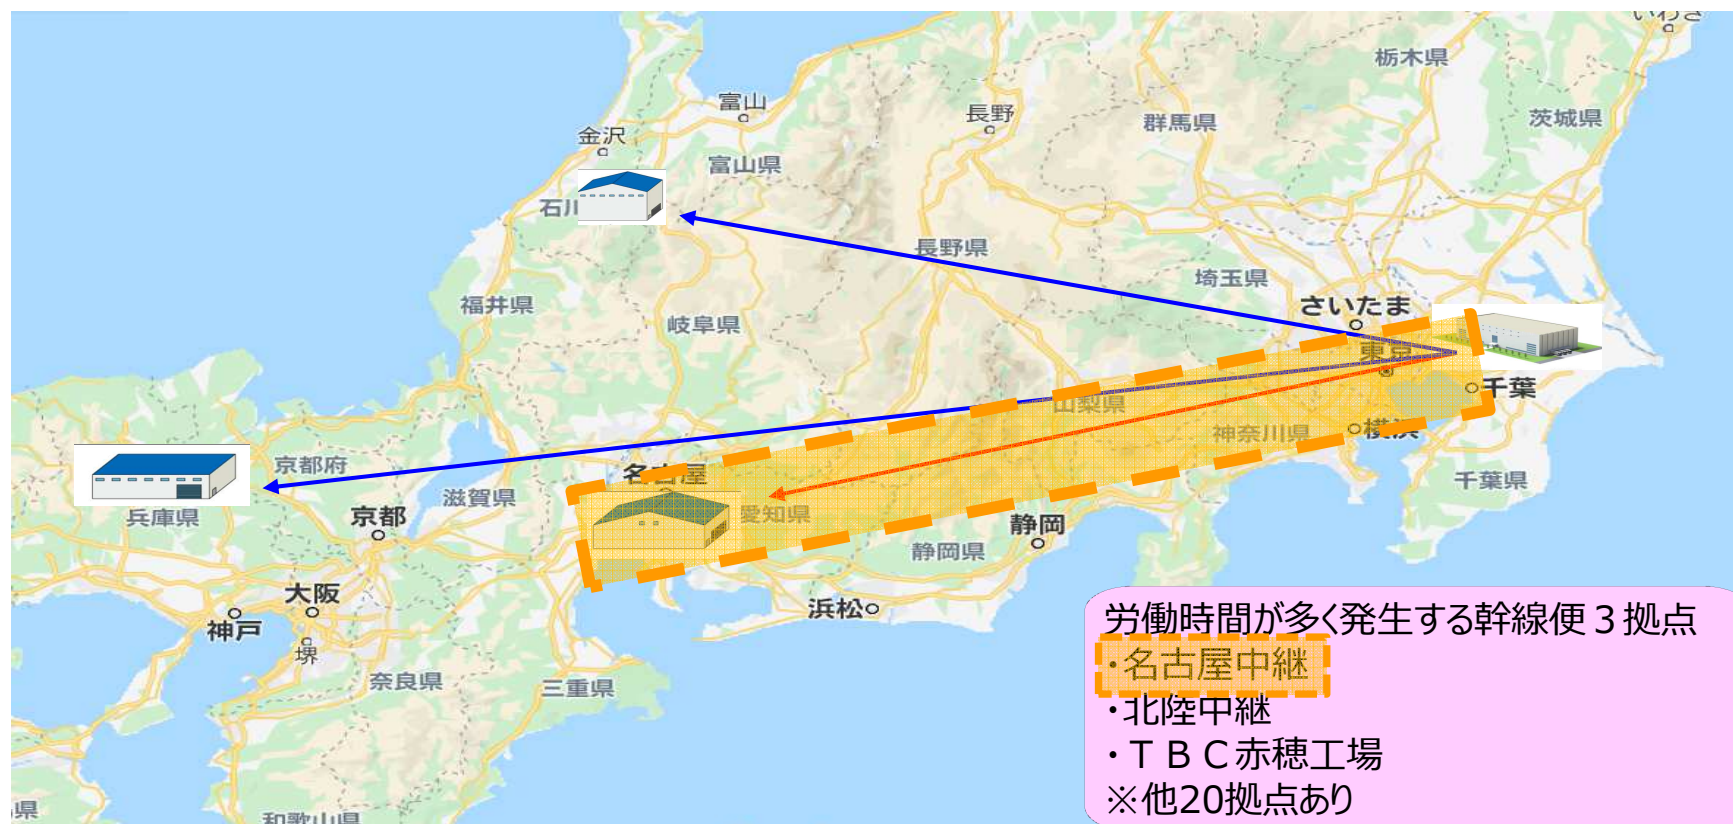 いわき
栃木県
富山
長野
群馬県
茨城県
金沢
富山県
石川
長野県
埼玉県
福井県
さいたま
岐阜県
東京
千葉
山梨県
神奈川県
横浜
京都府
名古屋
千葉県
滋賀県
兵庫県
京都
愛知県
静岡
静岡県
大阪
浜松
神戸
堺
奈良県
三重県
和歌山県
労働時間が多く発生する幹線便３拠点
・名古屋中継
・北陸中継
・ＴＢＣ赤穂工場
※他20拠点あり